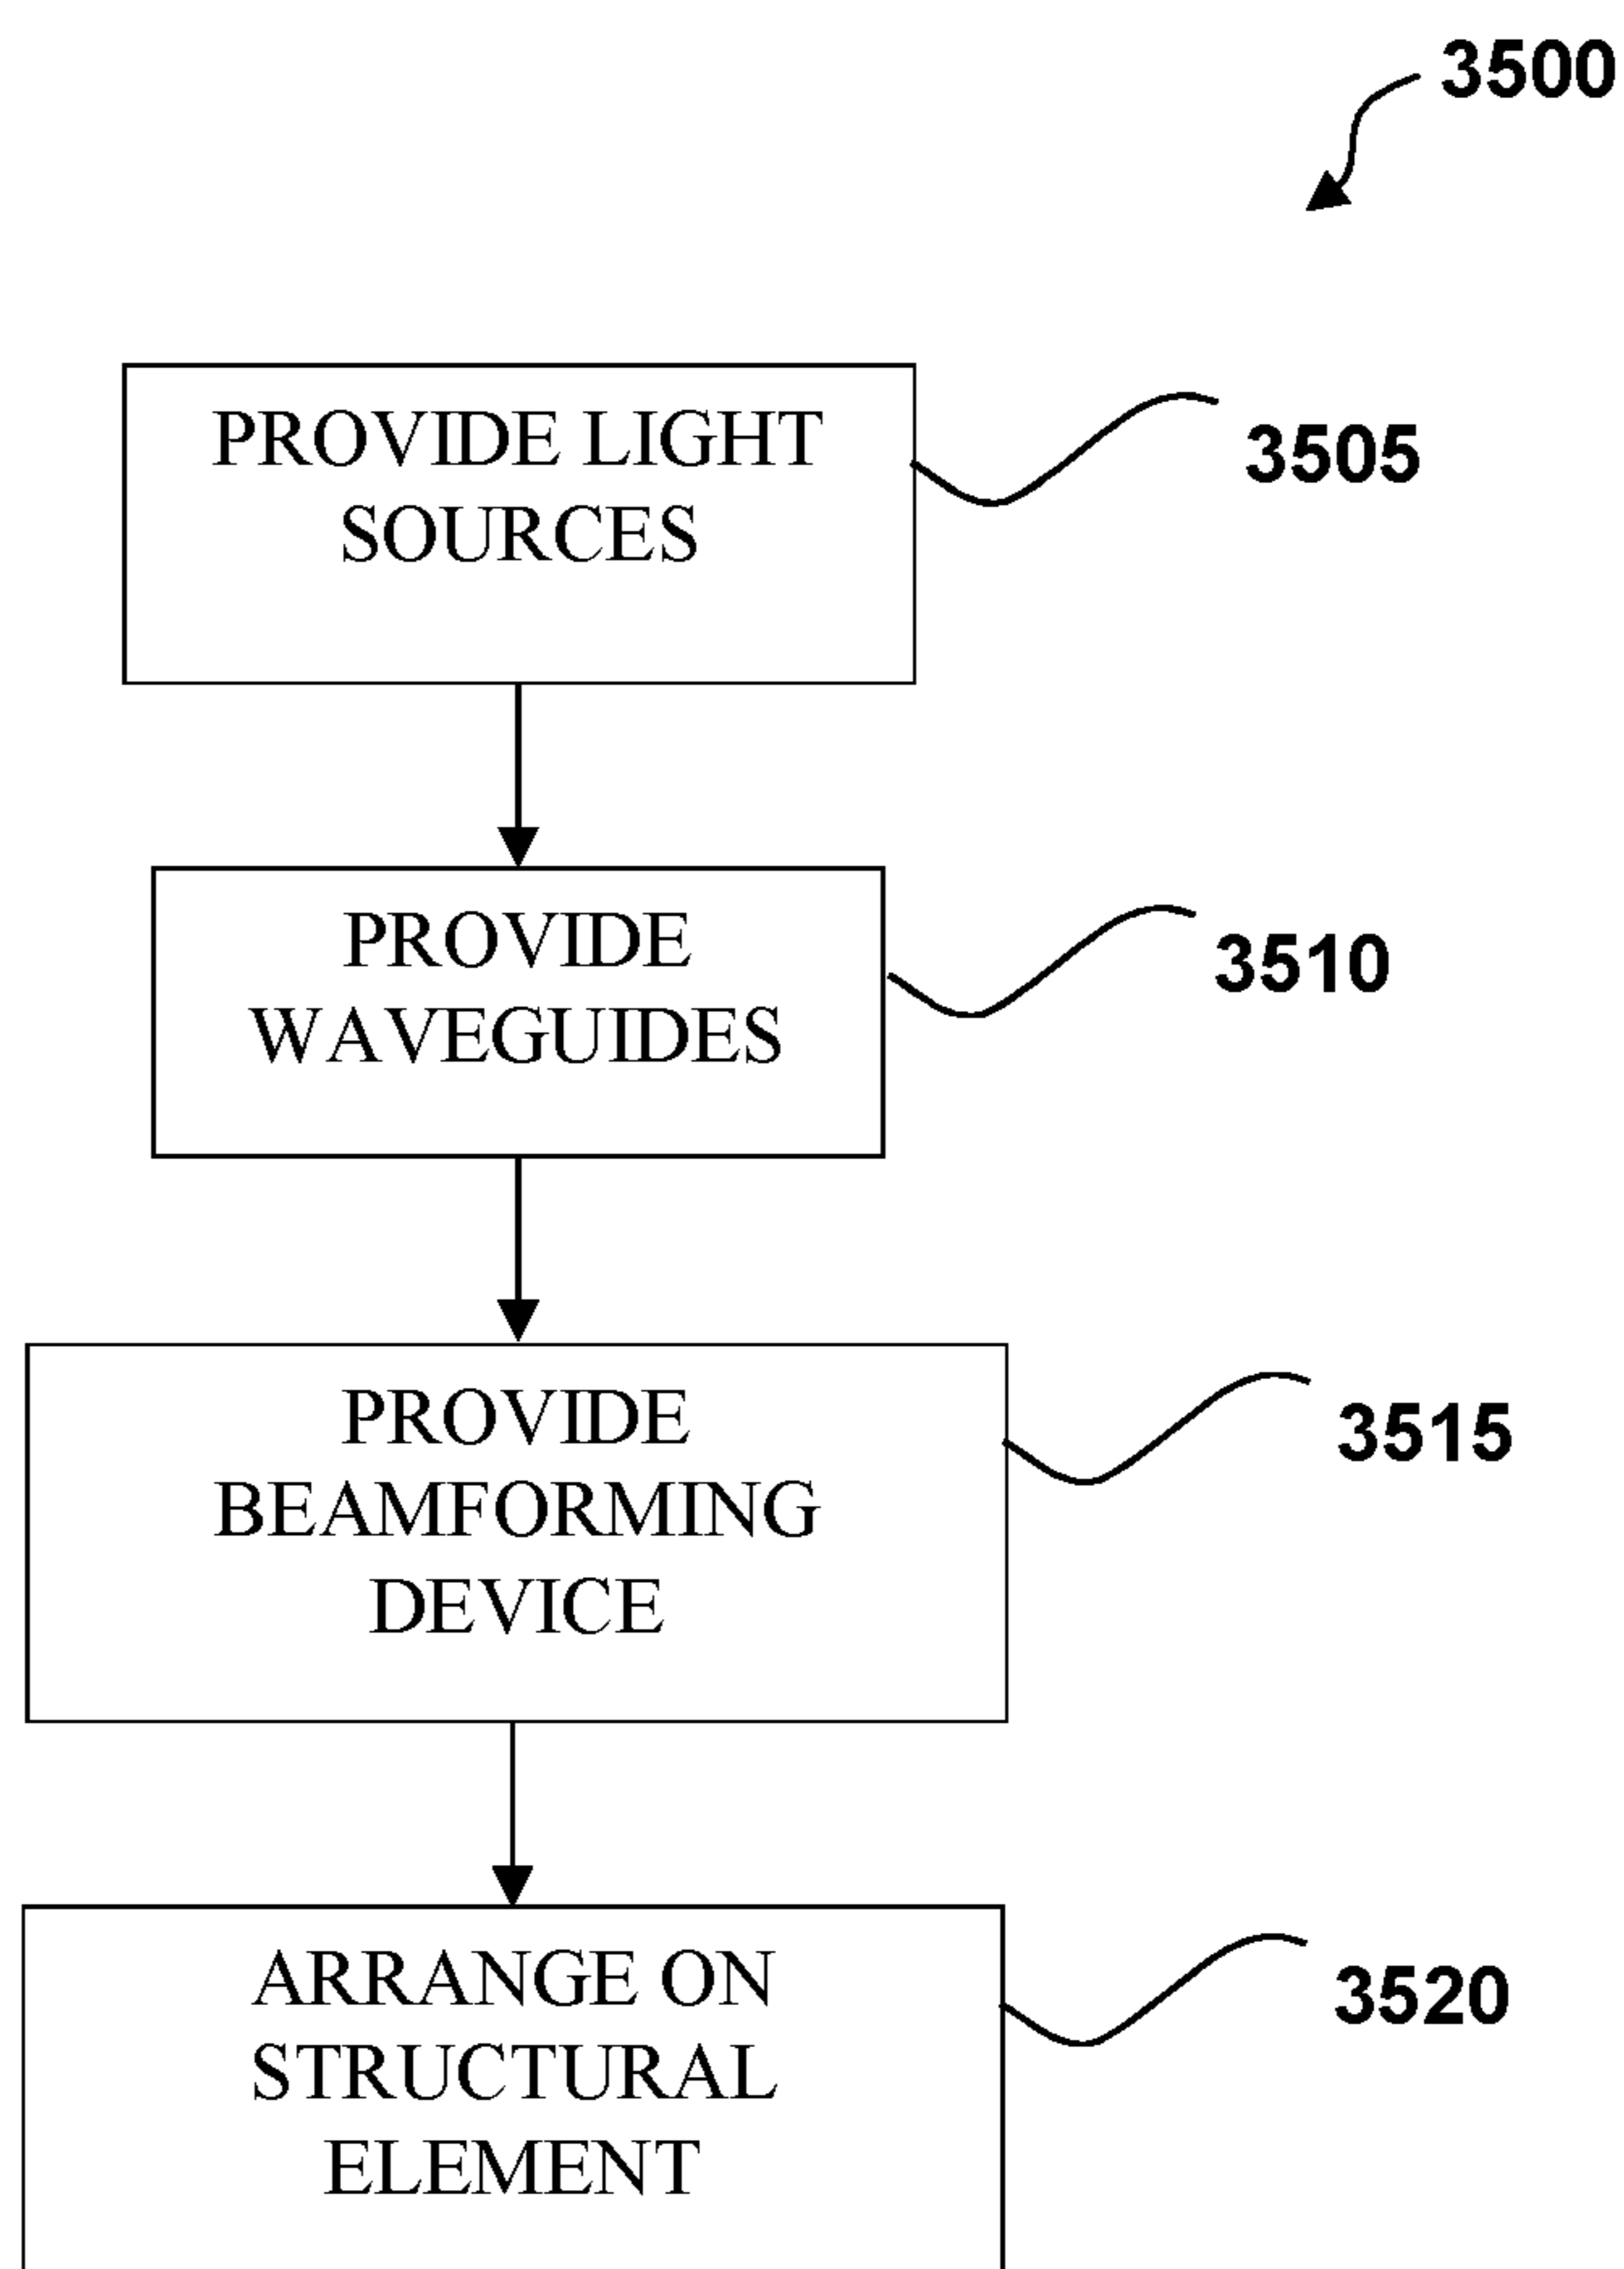 3500
PROVIDE LIGHT
SOURCES
3505
PROVIDE
WAVEGUIDES
3510
PROVIDE
BEAMFORMING
DEVICE
3515
ARRANGE ON
STRUCTURAL
ELEMENT
3520